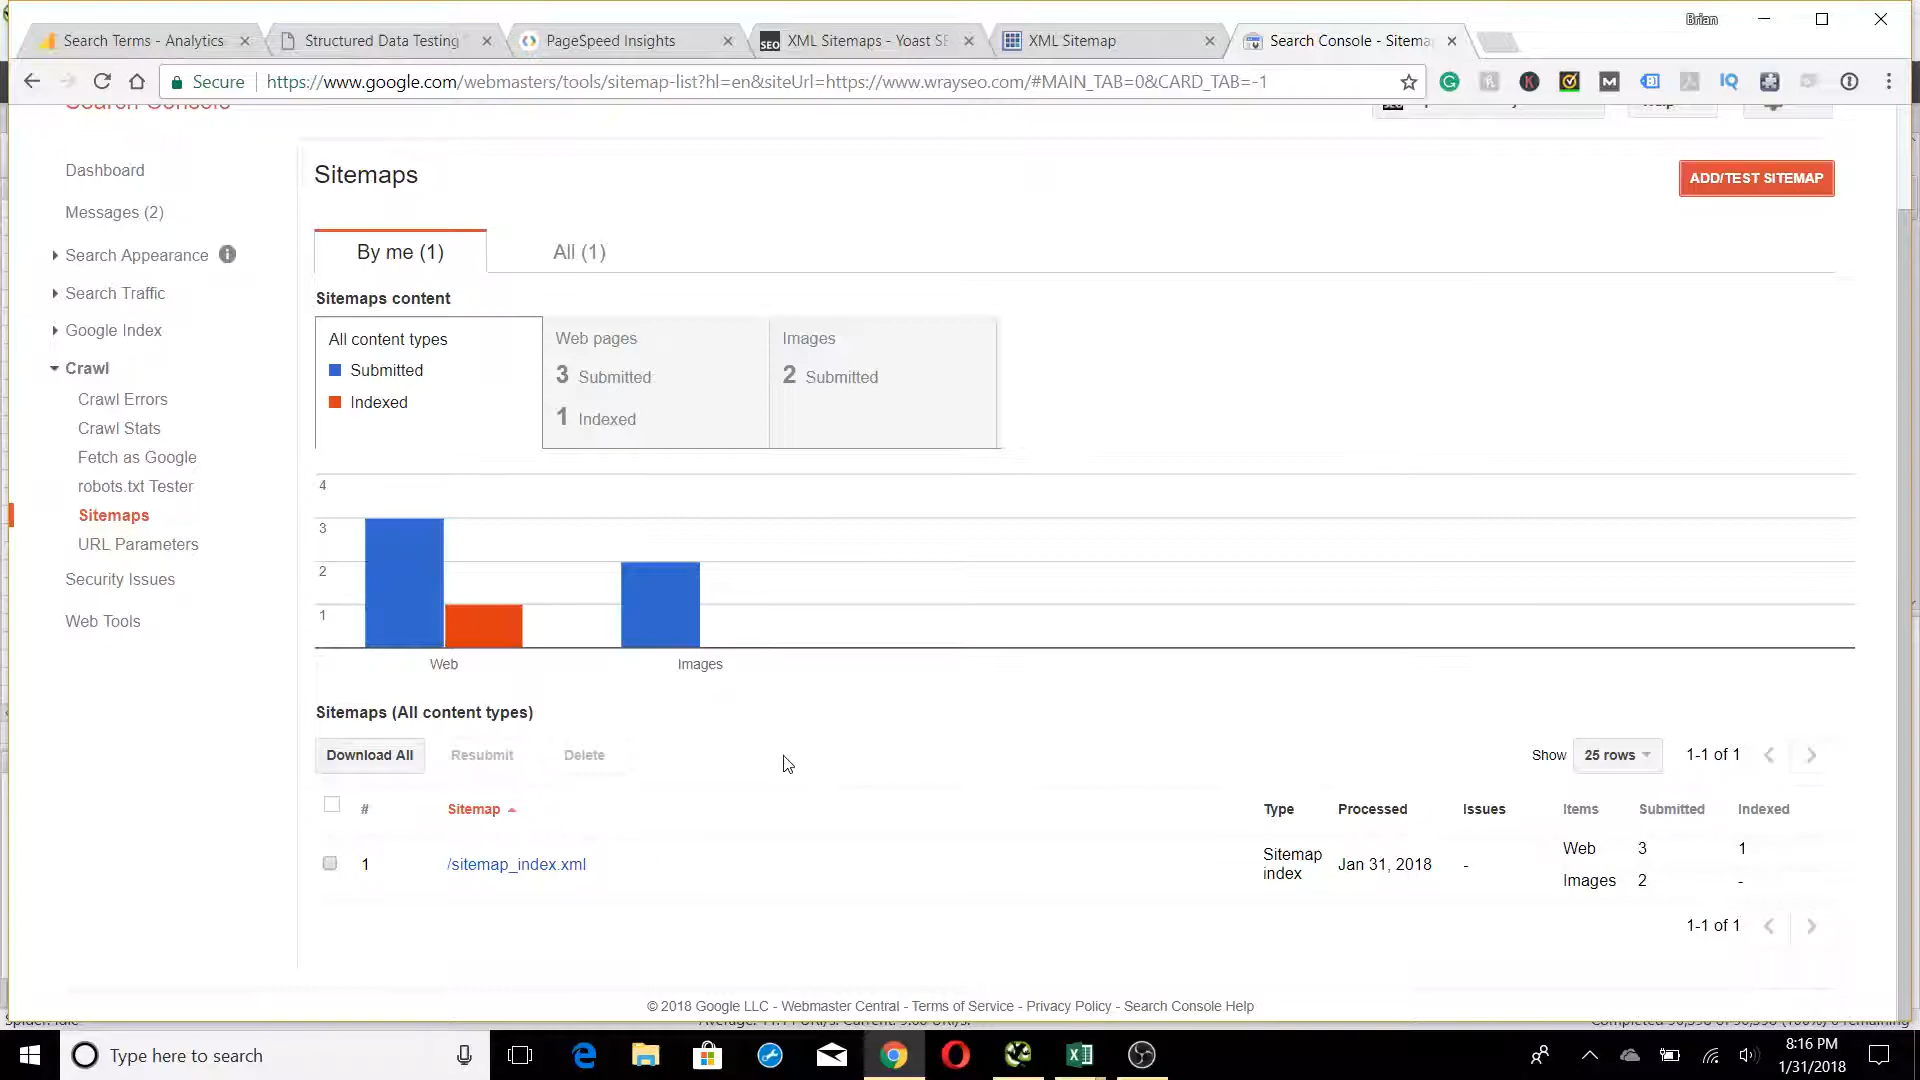 Brian
Search Terms - Analytics
Structured Data Testing
PageSpeed Insights
XML Sitemaps - Yoast SE
XML Sitemap
Search Console - Sitema
Secure
https://www.google.com/webmasters/tools/sitemap-list?hl=en&siteUrl=https://www.wrayseo.com/#MAIN_TAB=0&CARD_TAB=-1
Search Console
Help
Dashboard
Messages (2)
Search Appearance
Search Traffic
Google Index
Crawl
Crawl Errors
Crawl Stats
Fetch as Google
robots.txt Tester
Sitemaps
URL Parameters
Security Issues
Web Tools
Sitemaps
ADD/TEST SITEMAP
By me (1)
All (1)
Sitemaps content
All content types
Submitted
Indexed
Web pages
3 Submitted
1 Indexed
Images
2 Submitted
4
3
2
1
Web
Images
Sitemaps (All content types)
Download All
Resubmit
Delete
Show
25 rows
1-1 of 1
# Sitemap Type Processed Issues Items Submitted Indexed
1 /sitemap_index.xml Sitemap index Jan 31, 2018 - Web 3 1
Images 2 -
1-1 of 1
© 2018 Google LLC - Webmaster Central - Terms of Service - Privacy Policy - Search Console Help
Type here to search
8:16 PM
1/31/2018